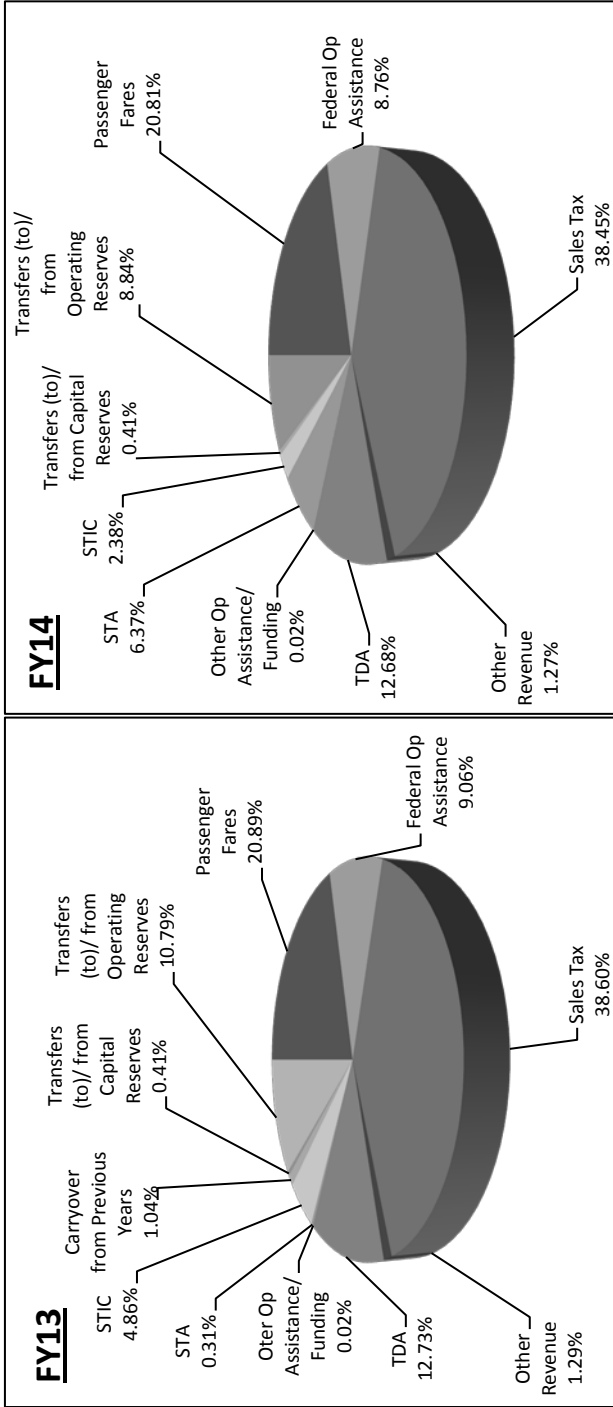 FY13
Carryover
from Previous
Years
1.04%
Transfers
(to)/ from
Capital
Reserves
0.41%
Transfers
(to)/ from
Operating
Reserves
10.79%
Passenger
Fares
20.89%
Federal Op
Assistance
9.06%
Sales Tax
38.60%
Other
Revenue
1.29%
TDA
12.73%
Oter Op
Assistance/
Funding
0.02%
STA
0.31%
STIC
4.86%
FY14
Transfers (to)/
from Capital
Reserves
0.41%
Transfers (to)/
from
Operating
Reserves
8.84%
Passenger
Fares
20.81%
Federal Op
Assistance
8.76%
Sales Tax
38.45%
Other
Revenue
1.27%
TDA
12.68%
Other Op
Assistance/
Funding
0.02%
STA
6.37%
STIC
2.38%